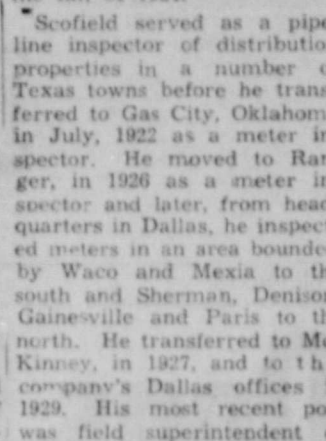 Scofield served as a pipe
line inspector of distributio
properties in a number
Texas towns before he trans
ferred to Gas City, Oklahom
in July, 1922 as a meter in
spector. He moved to Ran
ger, in 1926 as a meter in
spector and later, from head
quarters in Dallas, he inspec
ed meters in an area bounde
by Waco and Mexia to th
south and Sherman, Denison
Gainesville and Paris to th
north. He transferred to Mc
Kinney, in 1927, and to th
company's Dallas offices
1929. His most recent po
was field superintendent